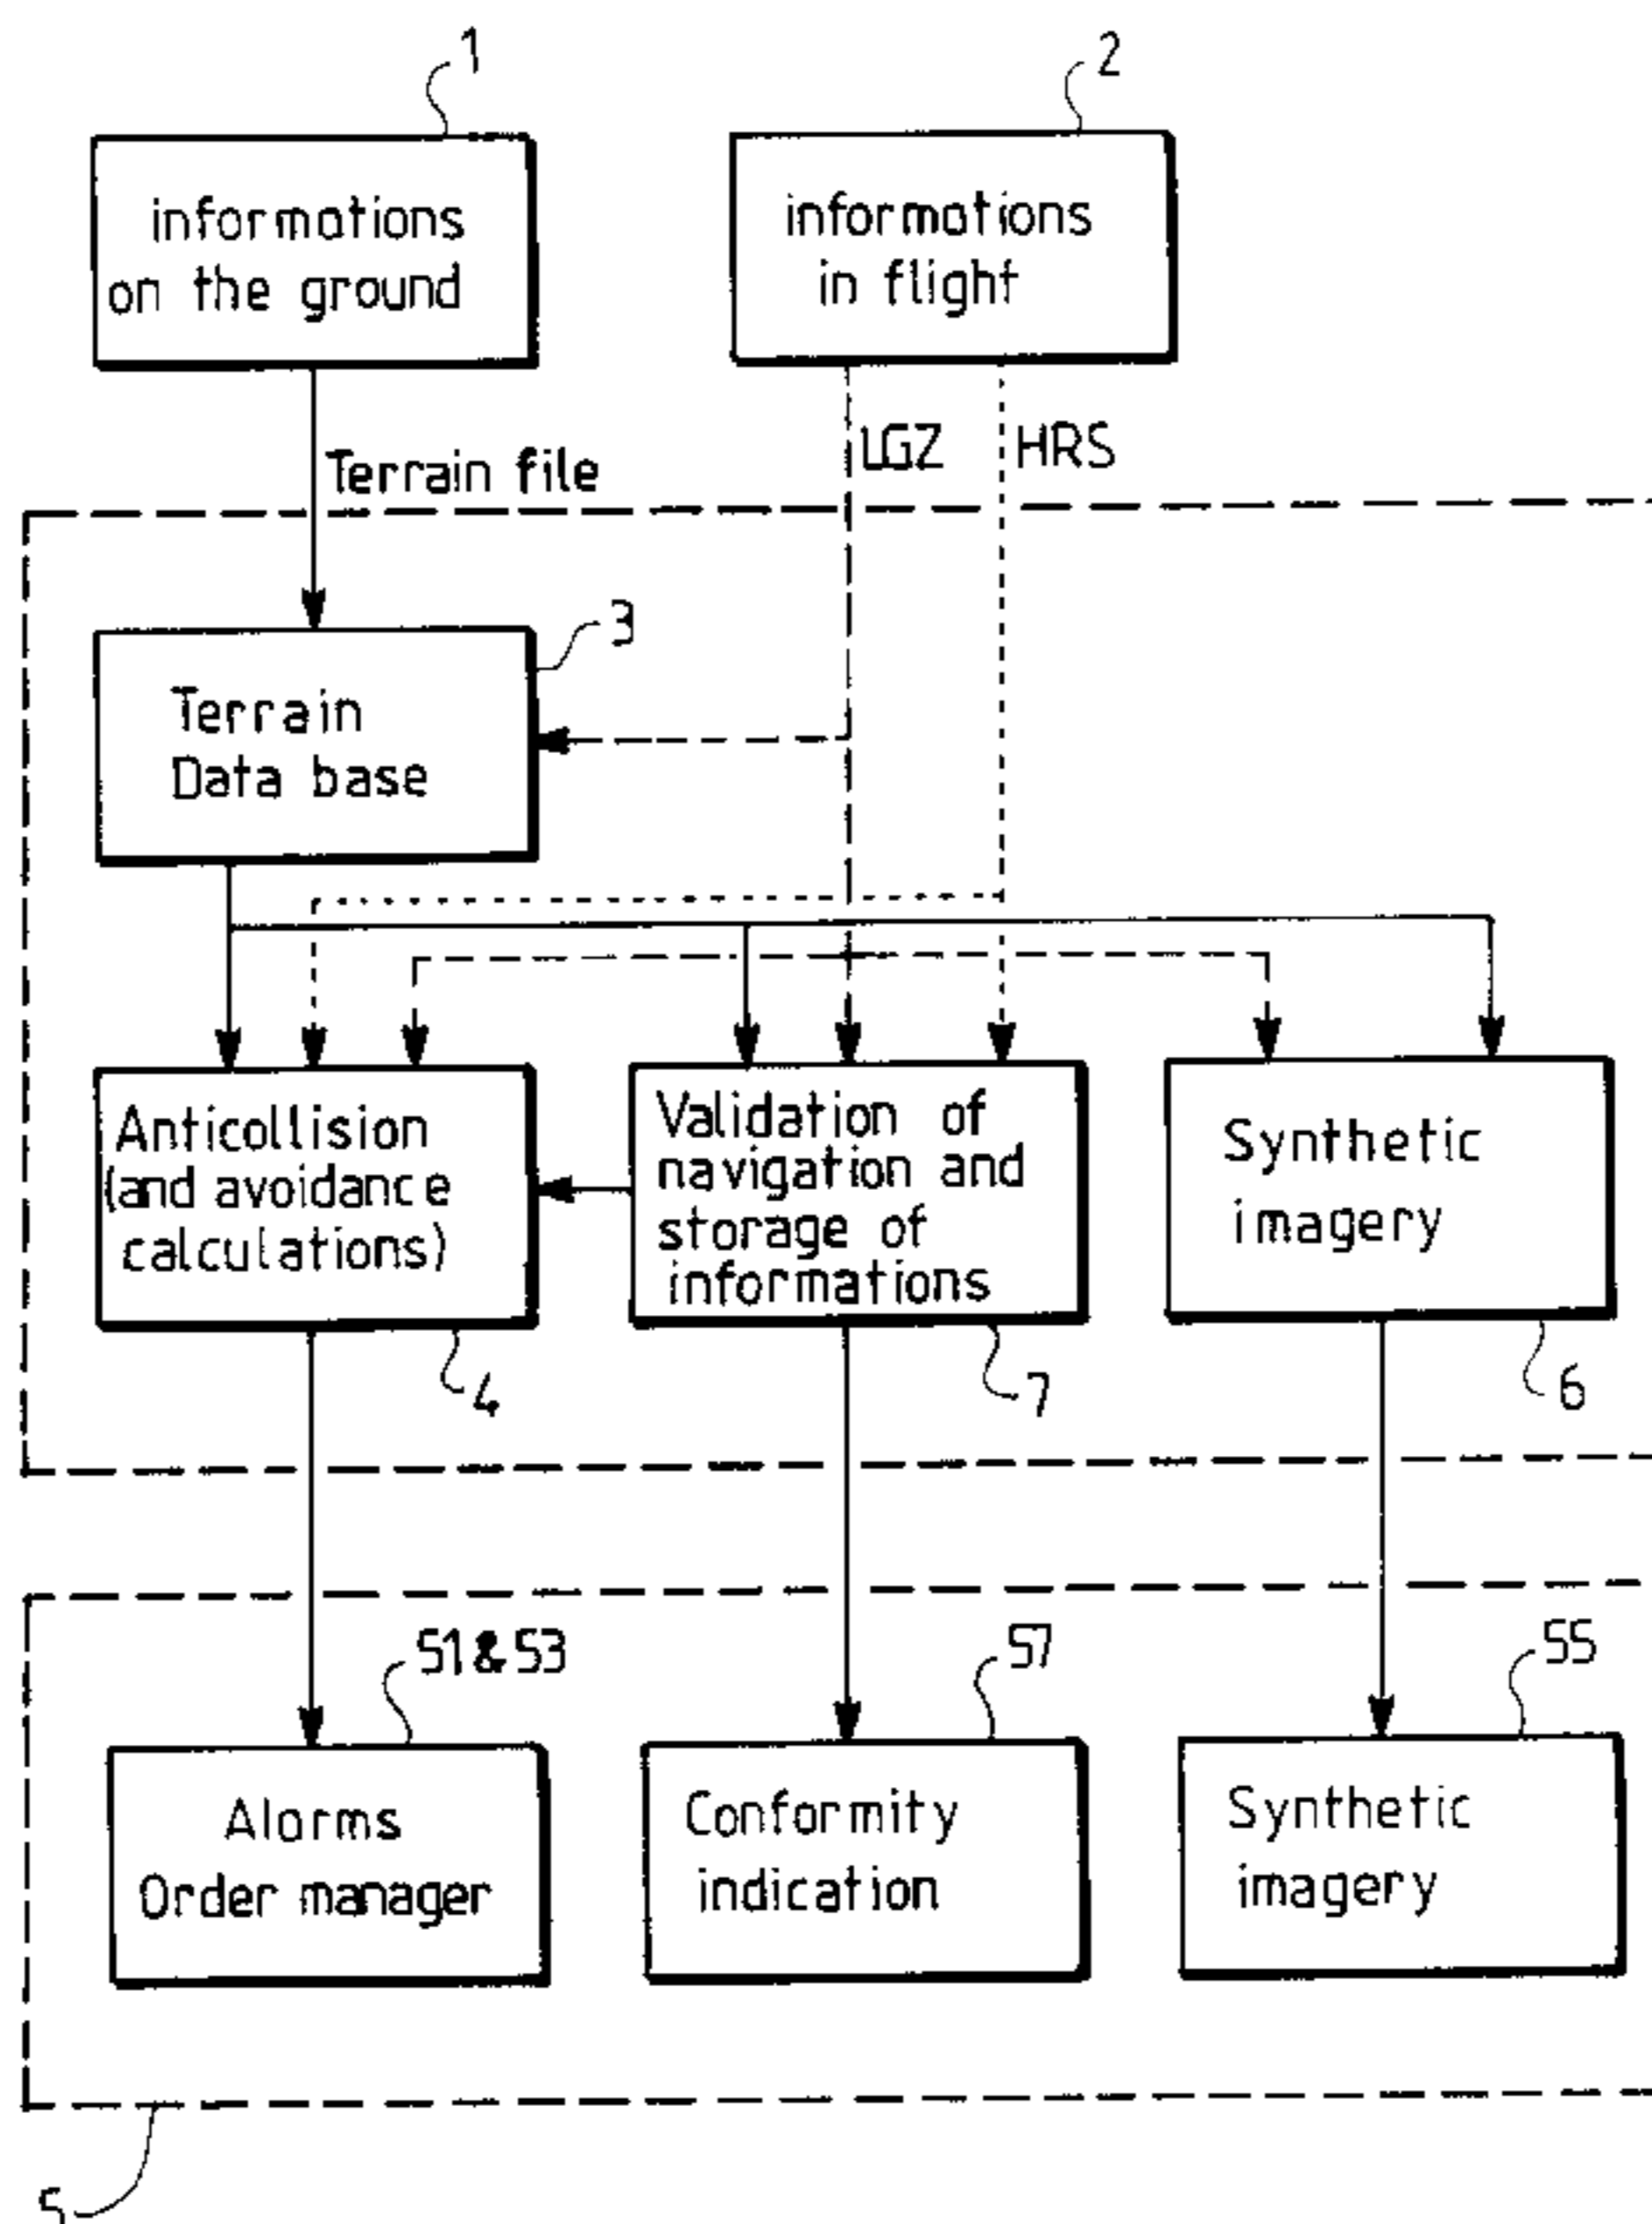 1
2
informations
on the ground
informations
in flight
LGZ
HRS
Terrain file
3
Terrain
Data base
Anticollision
(and avoidance
calculations)
Validation of
navigation and
storage of
informations
Synthetic
imagery
4
7
6
51 & 53
57
55
Alarms
Order manager
Conformity
indication
Synthetic
imagery
5